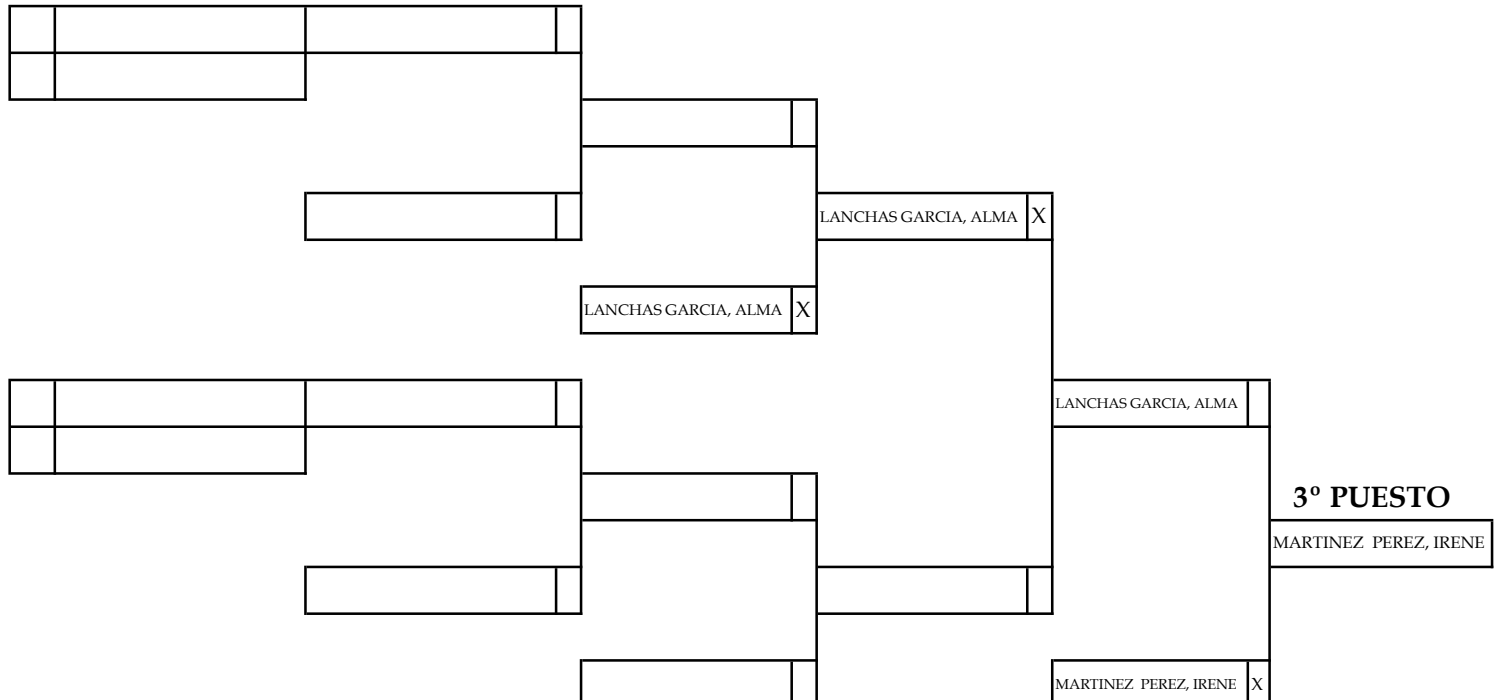 LANCHAS GARCIA, ALMA X
LANCHAS GARCIA, ALMA X
LANCHAS GARCIA, ALMA
3º PUESTO
MARTINEZ PEREZ, IRENE
MARTINEZ PEREZ, IRENE X